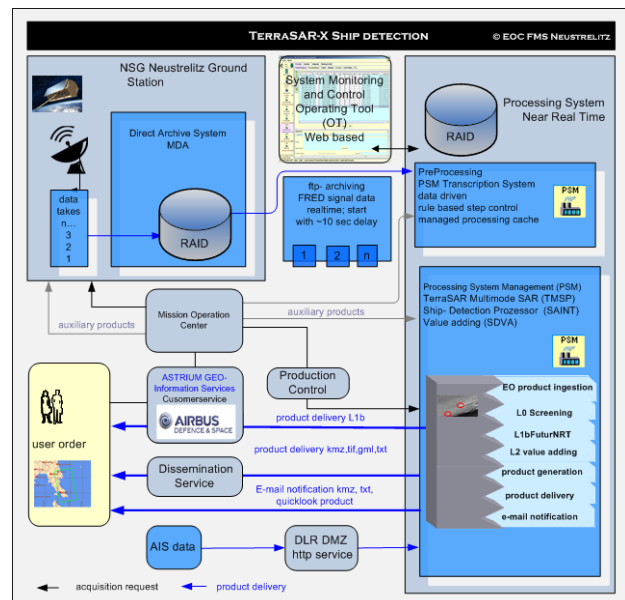 TERRASAR-X SHIP DETECTION
© EOC FMS NEUSTRELITZ
NSG Neustrelitz Ground
Station
data
takes
n...
3
2
1
Direct Archive System
MDA
RAID
System Monitoring
and Control
Operating Tool
(OT) .
Web based
ftp- archiving
FRED signal data
realtime; start
with ~10 sec delay
1
2
n
Processing System
Near Real Time
RAID
PreProcessing
PSM Transcription System
data driven
rule based step control
managed processing cache
PSM
auxiliary products
Mission Operation
Center
auxiliary products
Processing System Management (PSM)
TerraSAR Multimode SAR (TMSP)
Ship- Detection Prozessor (SAINT)
Value adding (SDVA)
PSM
EO product ingestion
L0 Screening
L1bFuturNRT
L2 value adding
product generation
product delivery
e-mail notification
user order
ASTRIUM GEO-
Information Services
Cusomerservice
AIRBUS
DEFENCE & SPACE
Production
Control
product delivery L1b
product delivery kmz,tif,gml,txt
Dissemination
Service
E-mail notification kmz, txt,
quicklook product
AIS data
DLR DMZ
http service
acquisition request
product delivery